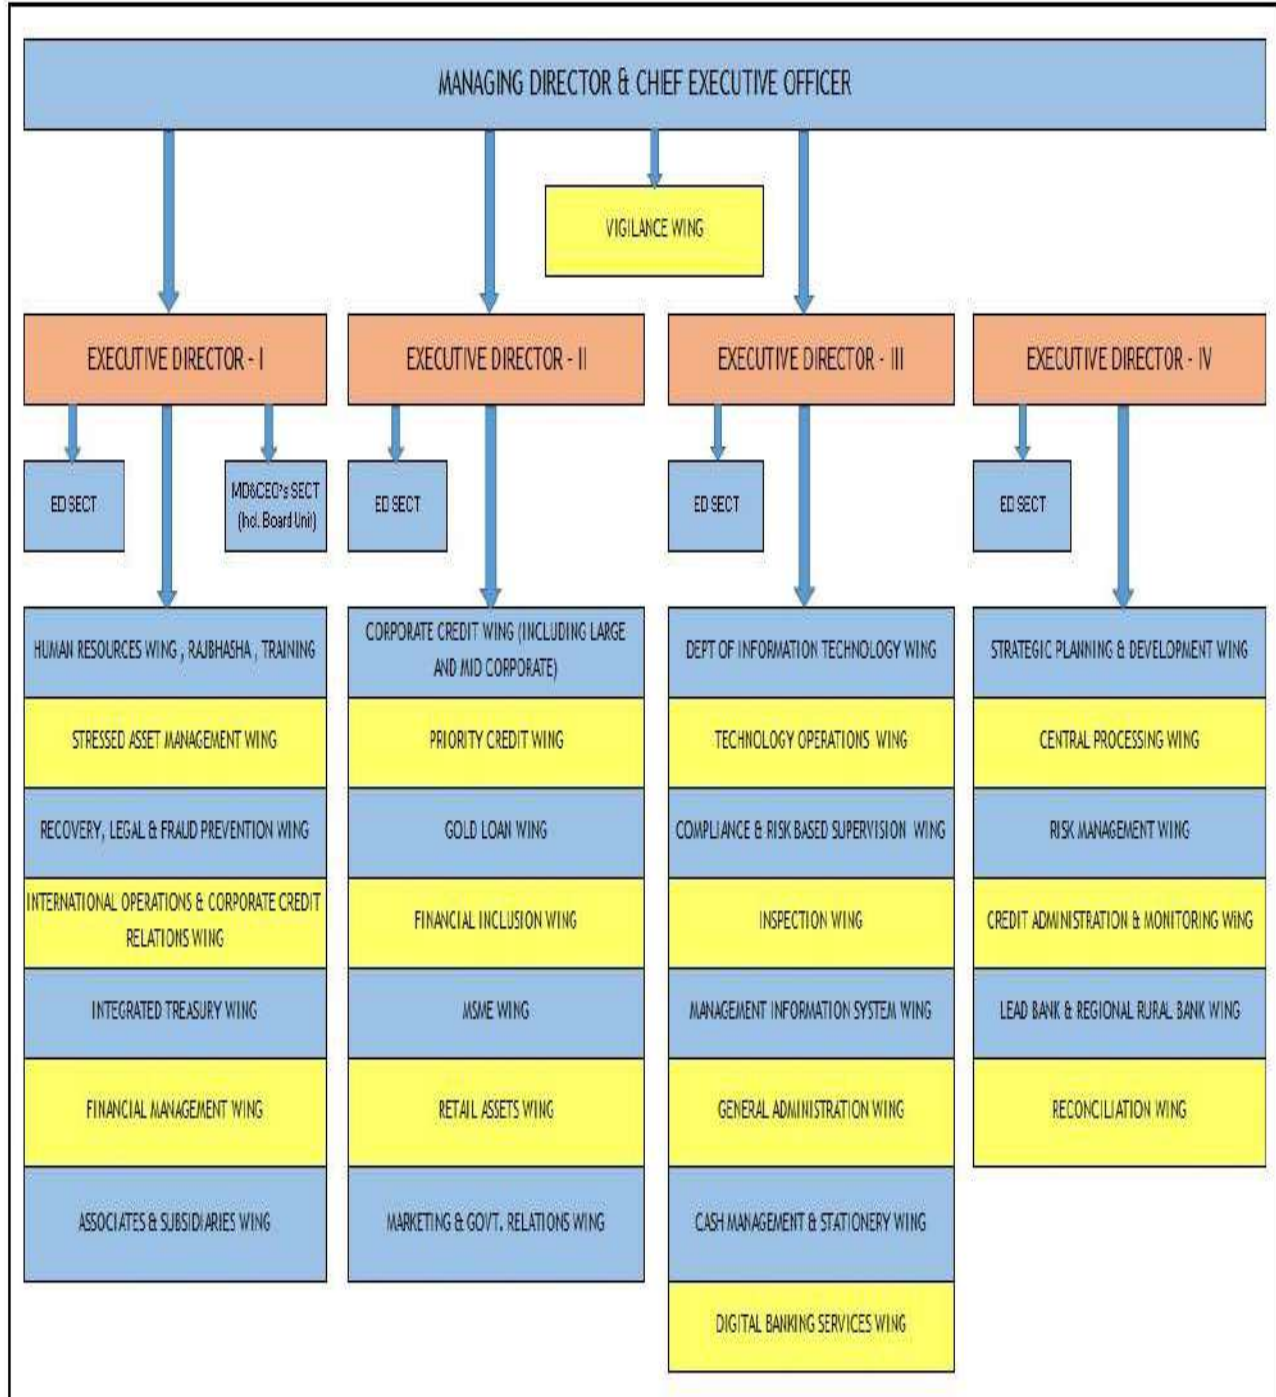 MANAGING DIRECTOR & CHIEF EXECUTIVE OFFICER
VIGILANCE WING
EXECUTIVE DIRECTOR - I
EXECUTIVE DIRECTOR - II
EXECUTIVE DIRECTOR - III
EXECUTIVE DIRECTOR - IV
ED SECT
MD&CEO's SECT
(Incl. Board Unit)
ED SECT
ED SECT
ED SECT
HUMAN RESOURCES WING , RAJBHASHA , TRAINING
STRESSED ASSET MANAGEMENT WING
RECOVERY, LEGAL & FRAUD PREVENTION WING
INTERNATIONAL OPERATIONS & CORPORATE CREDIT
RELATIONS WING
INTEGRATED TREASURY WING
FINANCIAL MANAGEMENT WING
ASSOCIATES & SUBSIDIARIES WING
CORPORATE CREDIT WING (INCLUDING LARGE
AND MID CORPORATE)
PRIORITY CREDIT WING
GOLD LOAN WING
FINANCIAL INCLUSION WING
MSME WING
RETAIL ASSETS WING
MARKETING & GOVT. RELATIONS WING
DEPT OF INFORMATION TECHNOLOGY WING
TECHNOLOGY OPERATIONS WING
COMPLIANCE & RISK BASED SUPERVISION WING
INSPECTION WING
MANAGEMENT INFORMATION SYSTEM WING
GENERAL ADMINISTRATION WING
CASH MANAGEMENT & STATIONERY WING
DIGITAL BANKING SERVICES WING
STRATEGIC PLANNING & DEVELOPMENT WING
CENTRAL PROCESSING WING
RISK MANAGEMENT WING
CREDIT ADMINISTRATION & MONITORING WiNG
LEAD BANK & REGIONAL RURAL BANK WING
RECONCILIATION WING